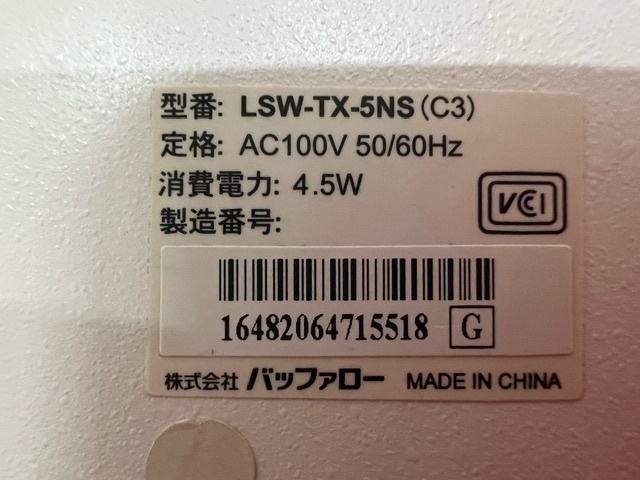 型番: LSW-TX-5NS(C3)
定格: AC100V 50/60Hz
消費電力: 4.5W
製造番号:
VCCI
16482064715518 G
株式会社 バッファロー MADE IN CHINA